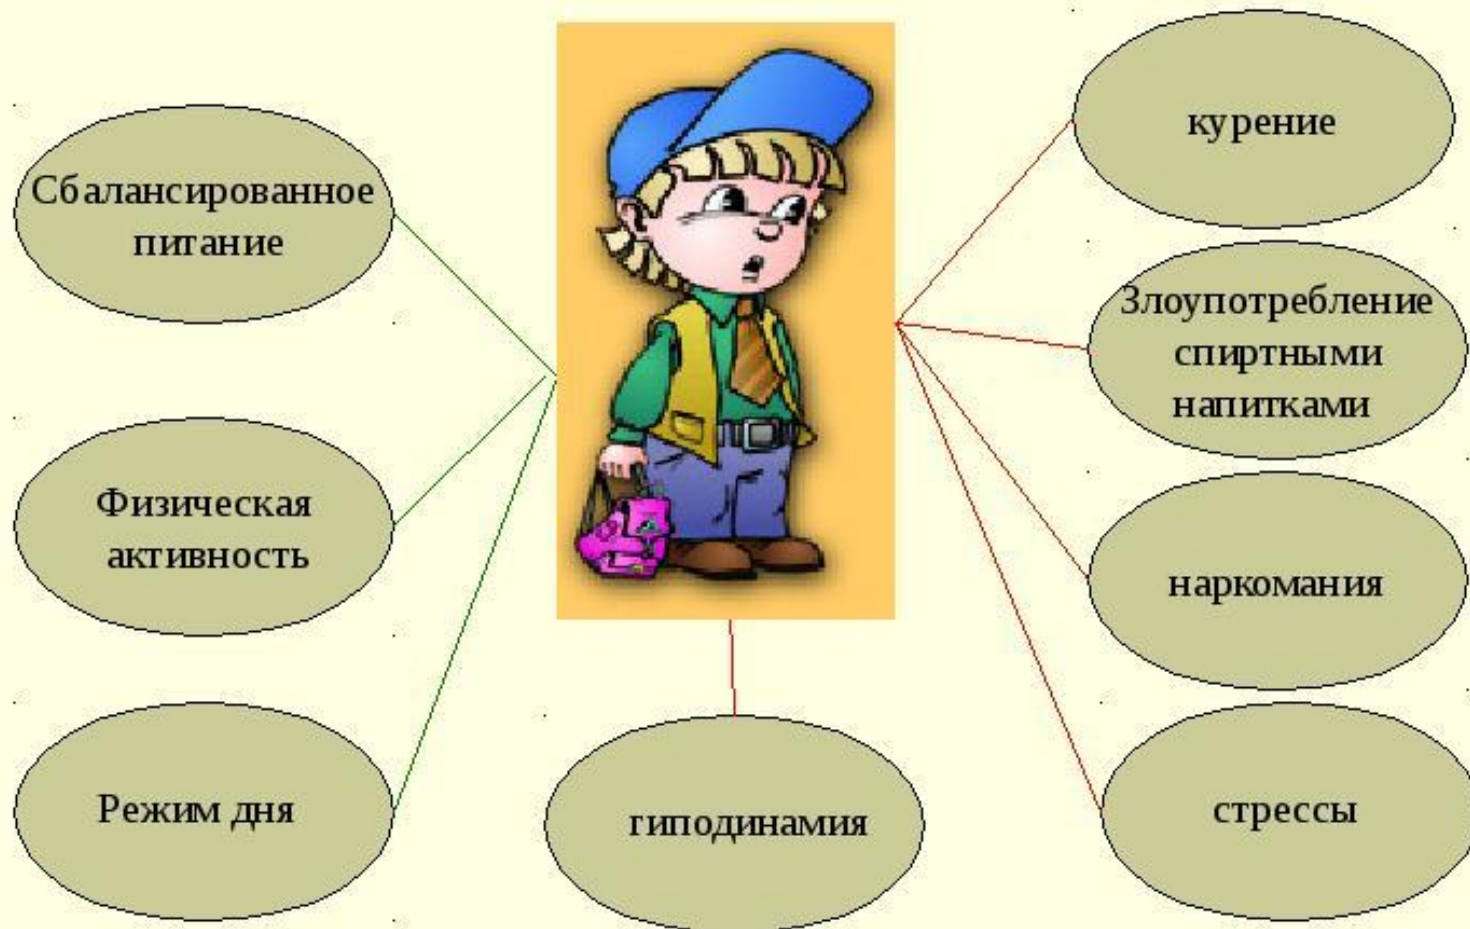 Сбалансированное
питание
Физическая
активность
Режим дня
гиподинамия
курение
Злоупотребление
спиртными
напитками
наркомания
стрессы